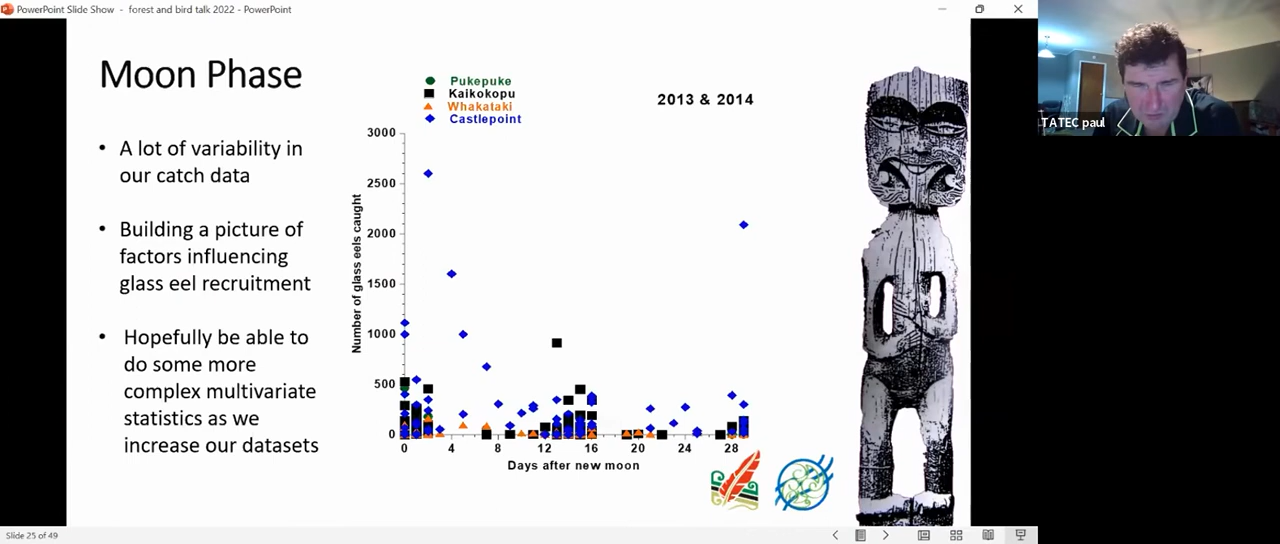 PowerPoint Slide Show - forest and bird talk 2022 - PowerPoint
Moon Phase
• A lot of variability in
our catch data
• Building a picture of
factors influencing
glass eel recruitment
• Hopefully be able to
do some more
complex multivariate
statistics as we
increase our datasets
Pukepuke
Kaikokopu
Whakataki
Castlepoint
2013 & 2014
Number of glass eels caught
3000
2500
2000
1500
1000
500
0
0 4 8 12 16 20 24 28
Days after new moon
TATEC paul
Slide 25 of 49